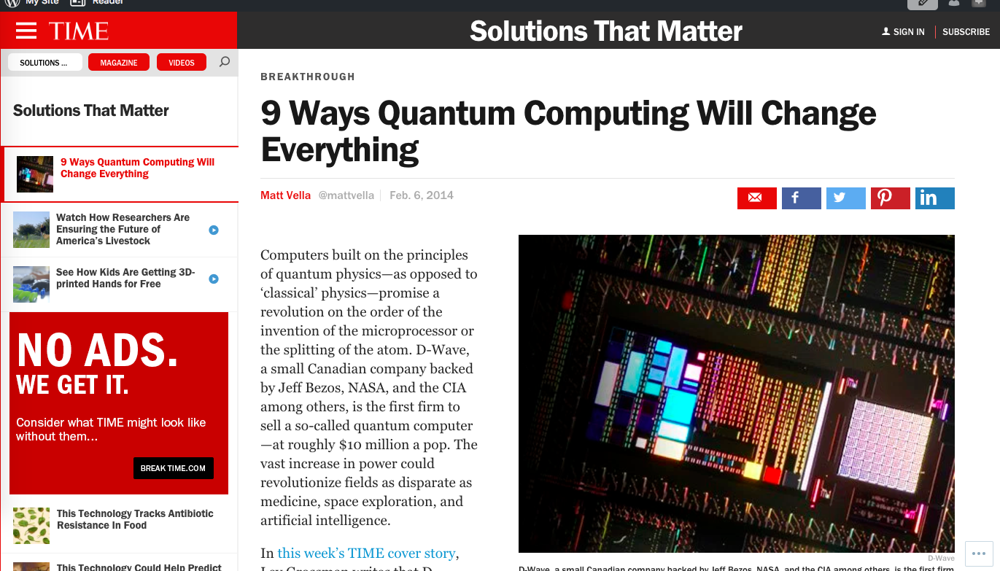 My Site
Reader
TIME
Solutions That Matter
SIGN IN
SUBSCRIBE
SOLUTIONS ...
MAGAZINE
VIDEOS
Solutions That Matter
9 Ways Quantum Computing Will
Change Everything
Watch How Researchers Are
Ensuring the Future of
America’s Livestock
See How Kids Are Getting 3D-
printed Hands for Free
NO ADS.
WE GET IT.
Consider what TIME might look like
without them...
BREAK TIME.COM
This Technology Tracks Antibiotic
Resistance In Food
This Technology Could Help Predict
BREAKTHROUGH
9 Ways Quantum Computing Will Change
Everything
Matt Vella @mattvella Feb. 6, 2014
Computers built on the principles
of quantum physics—as opposed to
‘classical’ physics—promise a
revolution on the order of the
invention of the microprocessor or
the splitting of the atom. D-Wave,
a small Canadian company backed
by Jeff Bezos, NASA, and the CIA
among others, is the first firm to
sell a so-called quantum computer
—at roughly $10 million a pop. The
vast increase in power could
revolutionize fields as disparate as
medicine, space exploration, and
artificial intelligence.
In this week’s TIME cover story,
Lev Grossman writes that D-
D-Wave
D-Wave, a small Canadian company backed by Jeff Bezos, NASA, and the CIA among others, is the first firm